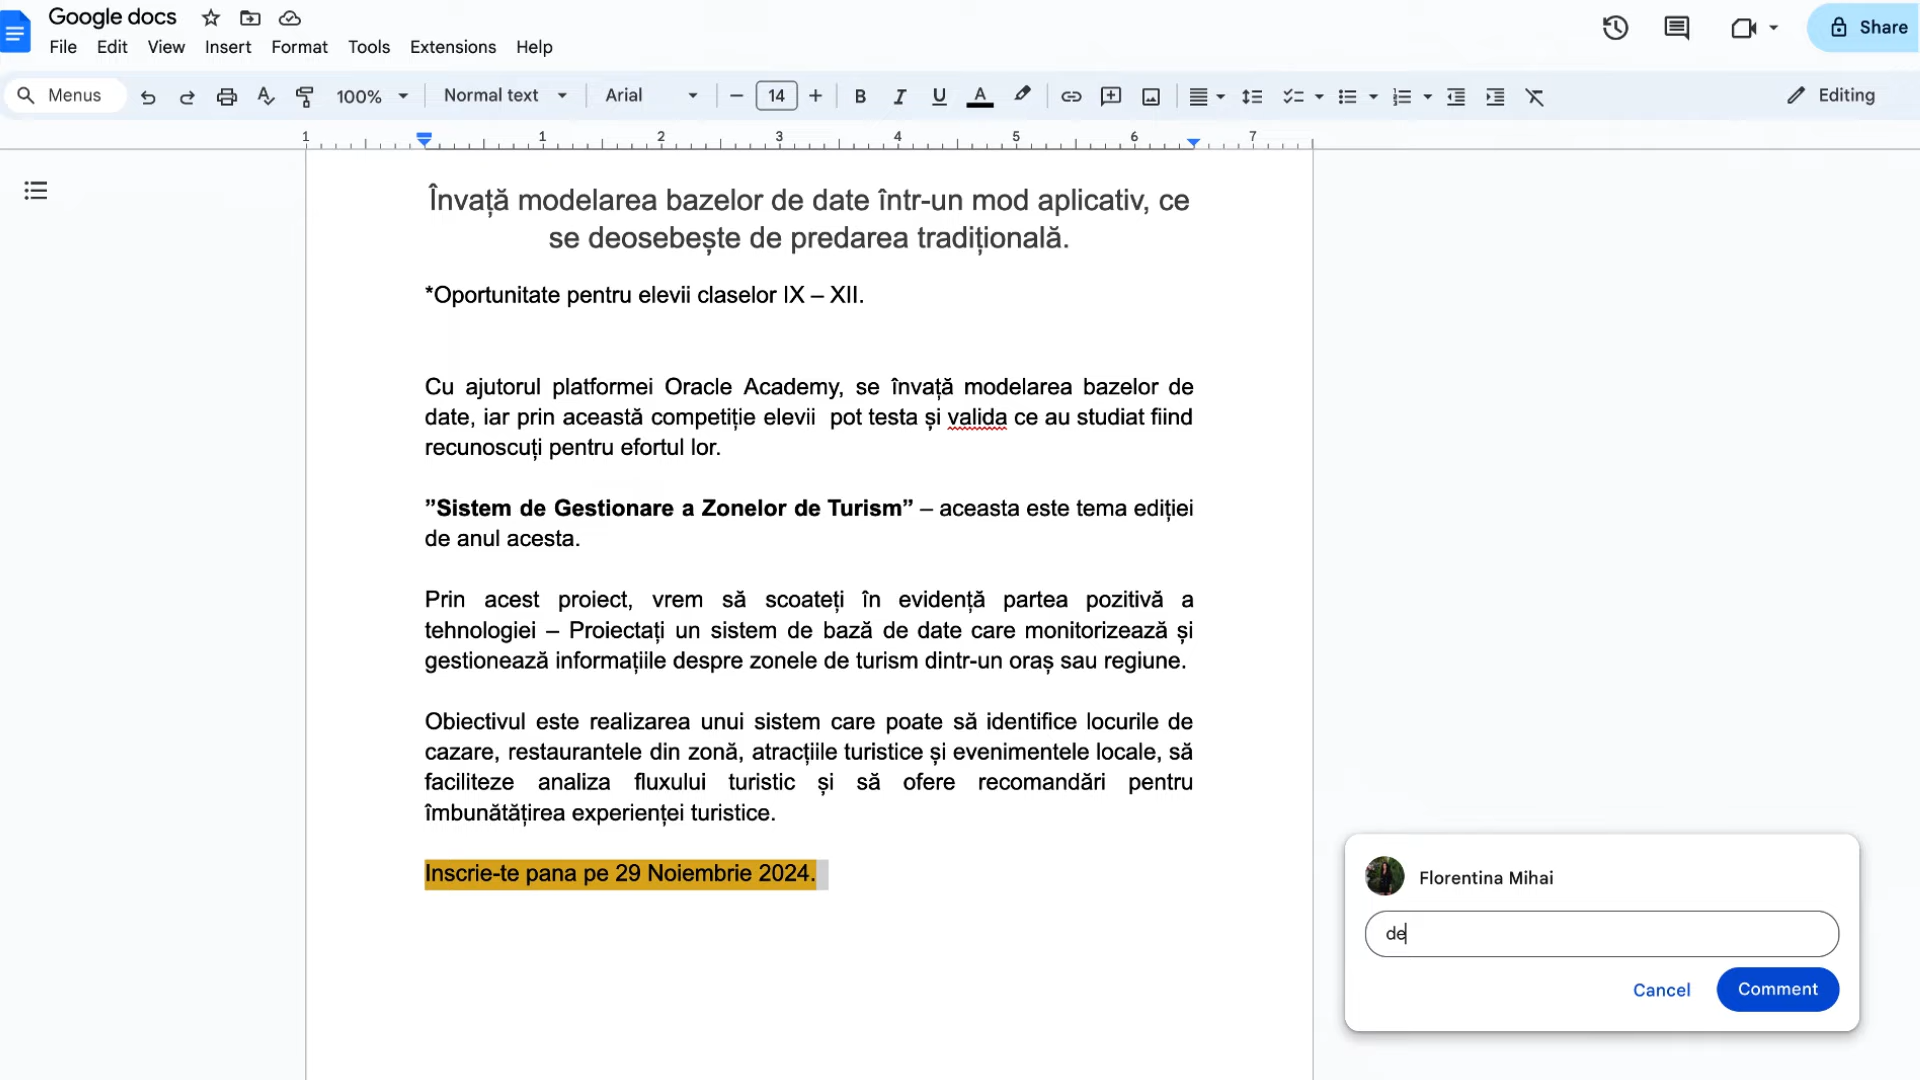 Google docs
File Edit View Insert Format Tools Extensions Help
Share
Menus 100% Normal text Arial 14 Editing
1 1 2 3 4 5 6 7
Învață modelarea bazelor de date într-un mod aplicativ, ce
se deosebește de predarea tradițională.
*Oportunitate pentru elevii claselor IX – XII.
Cu ajutorul platformei Oracle Academy, se învață modelarea bazelor de
date, iar prin această competiție elevii pot testa și valida ce au studiat fiind
recunoscuți pentru efortul lor.
”Sistem de Gestionare a Zonelor de Turism” – aceasta este tema ediției
de anul acesta.
Prin acest proiect, vrem să scoateți în evidență partea pozitivă a
tehnologiei – Proiectați un sistem de bază de date care monitorizează și
gestionează informațiile despre zonele de turism dintr-un oraș sau regiune.
Obiectivul este realizarea unui sistem care poate să identifice locurile de
cazare, restaurantele din zonă, atracțiile turistice și evenimentele locale, să
faciliteze analiza fluxului turistic și să ofere recomandări pentru
îmbunătățirea experienței turistice.
Inscrie-te pana pe 29 Noiembrie 2024.
Florentina Mihai
de
Cancel Comment